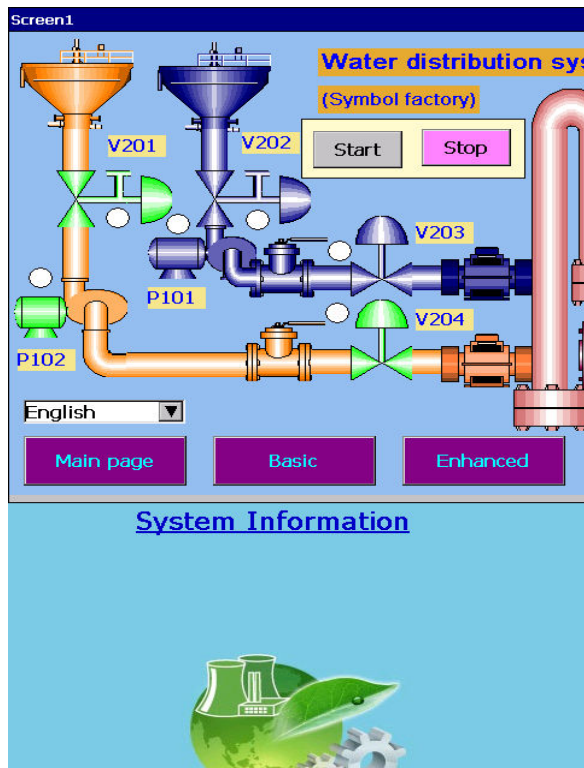 Screen1
Water distribution sys
(Symbol factory)
V201
V202
Start
Stop
V203
P101
V204
P102
English
Main page
Basic
Enhanced
System Information